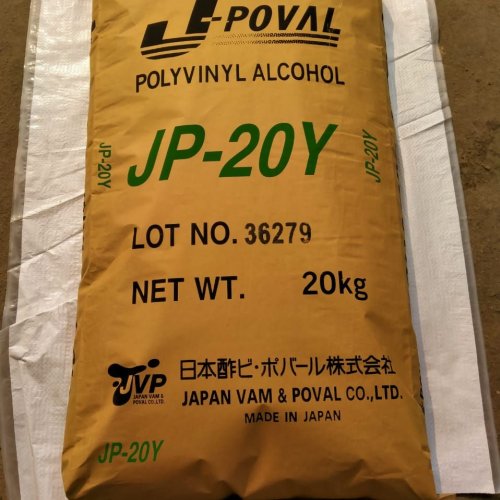 J-POVAL
POLYVINYL ALCOHOL
JP-20Y
JP-20Y
JP-20Y
LOT NO. 36279
NET WT. 20kg
JVP
JAPAN VAM &
POVAL CO.,LTD.
日本酢ビ・ポバール株式会社
JAPAN VAM & POVAL CO.,LTD.
MADE IN JAPAN
JP-20Y